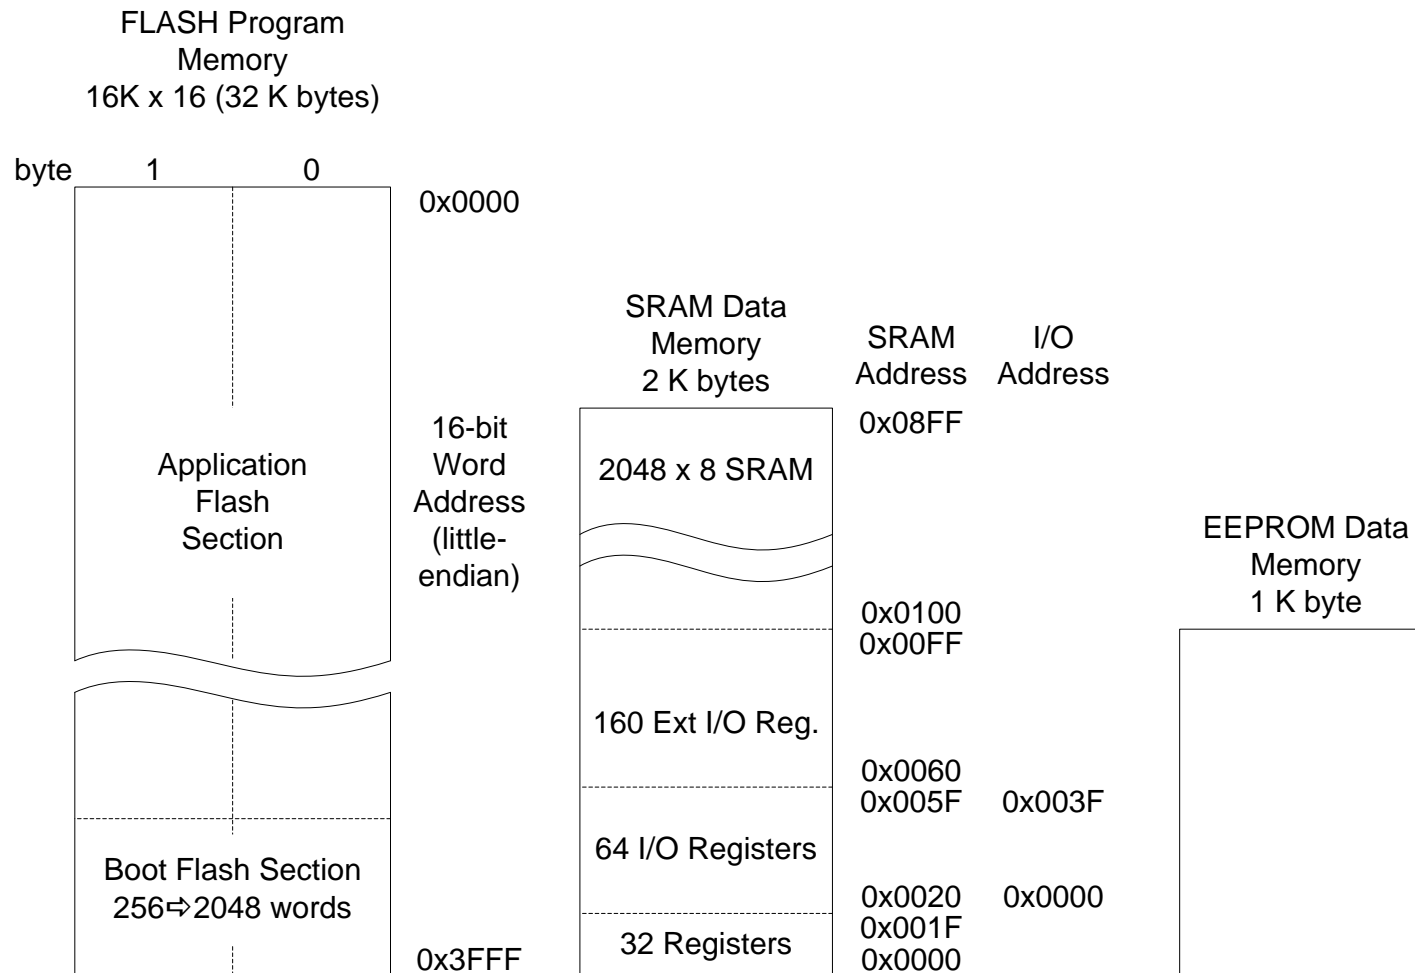 FLASH Program
Memory
16K x 16 (32 K bytes)
byte 1 0
0x0000
Application
Flash
Section
16-bit
Word
Address
(little-
endian)
Boot Flash Section
256⇨2048 words
0x3FFF
SRAM Data
Memory
2 K bytes
SRAM
Address
I/O
Address
0x08FF
2048 x 8 SRAM
0x0100
0x00FF
160 Ext I/O Reg.
0x0060
0x005F 0x003F
64 I/O Registers
0x0020 0x0000
0x001F
32 Registers
0x0000
EEPROM Data
Memory
1 K byte